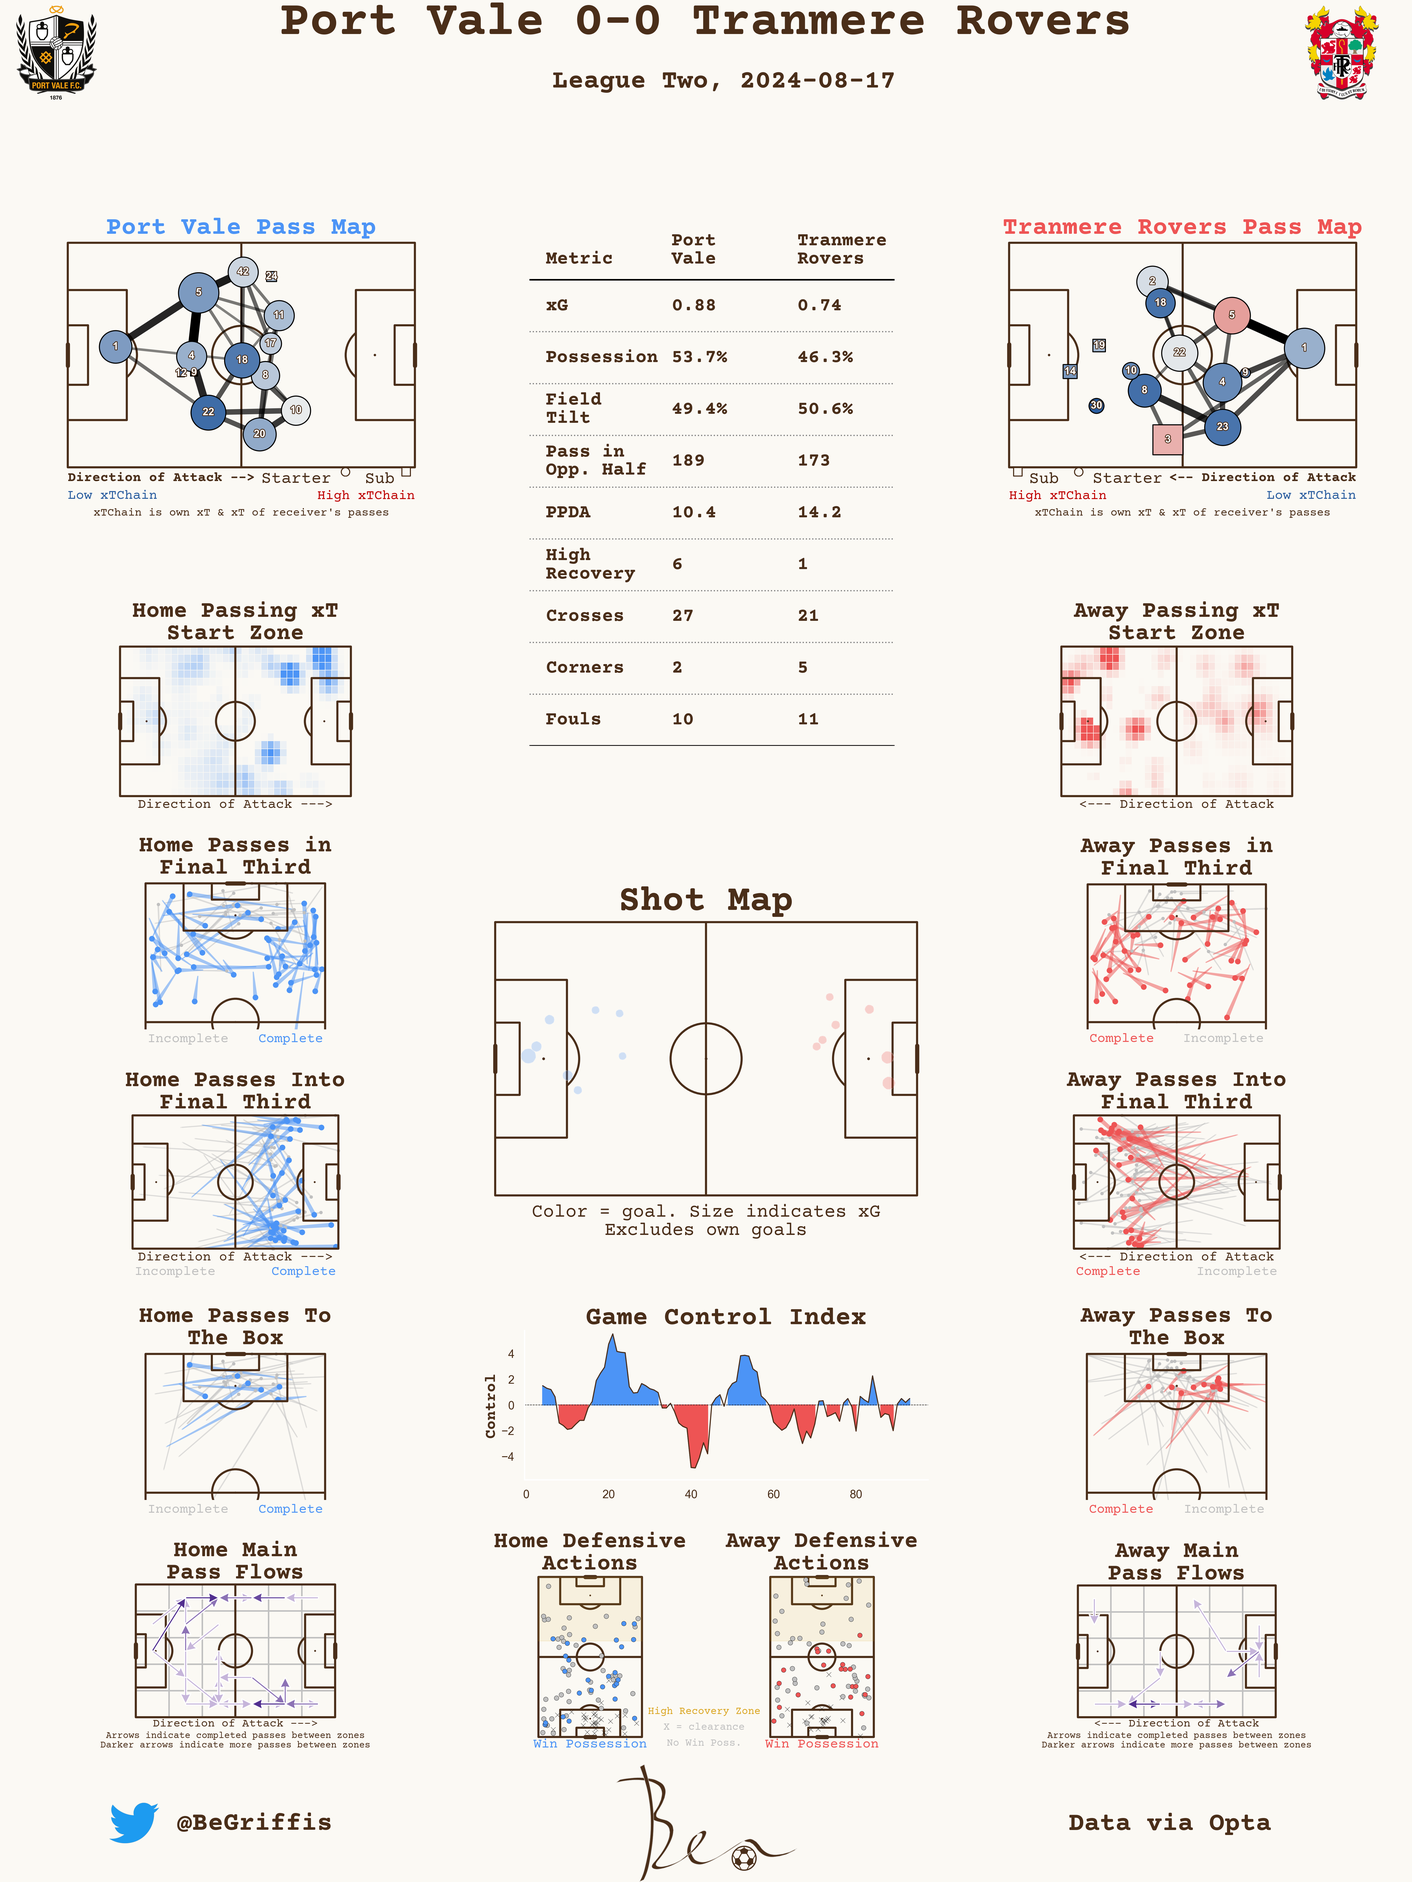 Port Vale 0-0 Tranmere Rovers
League Two, 2024-08-17
PORT VALE F.C.
1876
Port Vale Pass Map
5
42
24
11
1
4
17
18
12
9
8
22
10
20
Direction of Attack --> Starter Sub
Low xTChain High xTChain
xTChain is own xT & xT of receiver's passes
Metric Port Vale Tranmere Rovers
xG 0.88 0.74
Possession 53.7% 46.3%
Field Tilt 49.4% 50.6%
Pass in Opp. Half 189 173
PPDA 10.4 14.2
High Recovery 6 1
Crosses 27 21
Corners 2 5
Fouls 10 11
Tranmere Rovers Pass Map
2
18
5
19
22
1
14
10
9
8
4
30
23
3
Sub Starter <-- Direction of Attack
High xTChain Low xTChain
xTChain is own xT & xT of receiver's passes
Home Passing xT
Start Zone
Direction of Attack --->
Away Passing xT
Start Zone
<--- Direction of Attack
Home Passes in
Final Third
Incomplete Complete
Away Passes in
Final Third
Complete Incomplete
Shot Map
Color = goal. Size indicates xG
Excludes own goals
Home Passes Into
Final Third
Direction of Attack --->
Incomplete Complete
Away Passes Into
Final Third
<--- Direction of Attack
Complete Incomplete
Home Passes To
The Box
Incomplete Complete
Game Control Index
Control
4
2
0
−2
−4
0 20 40 60 80
Away Passes To
The Box
Complete Incomplete
Home Main
Pass Flows
Direction of Attack --->
Arrows indicate completed passes between zones
Darker arrows indicate more passes between zones
Home Defensive
Actions
Win Possession
High Recovery Zone
X = clearance
No Win Poss.
Away Defensive
Actions
Win Possession
Away Main
Pass Flows
<--- Direction of Attack
Arrows indicate completed passes between zones
Darker arrows indicate more passes between zones
@BeGriffis
Ben
Data via Opta